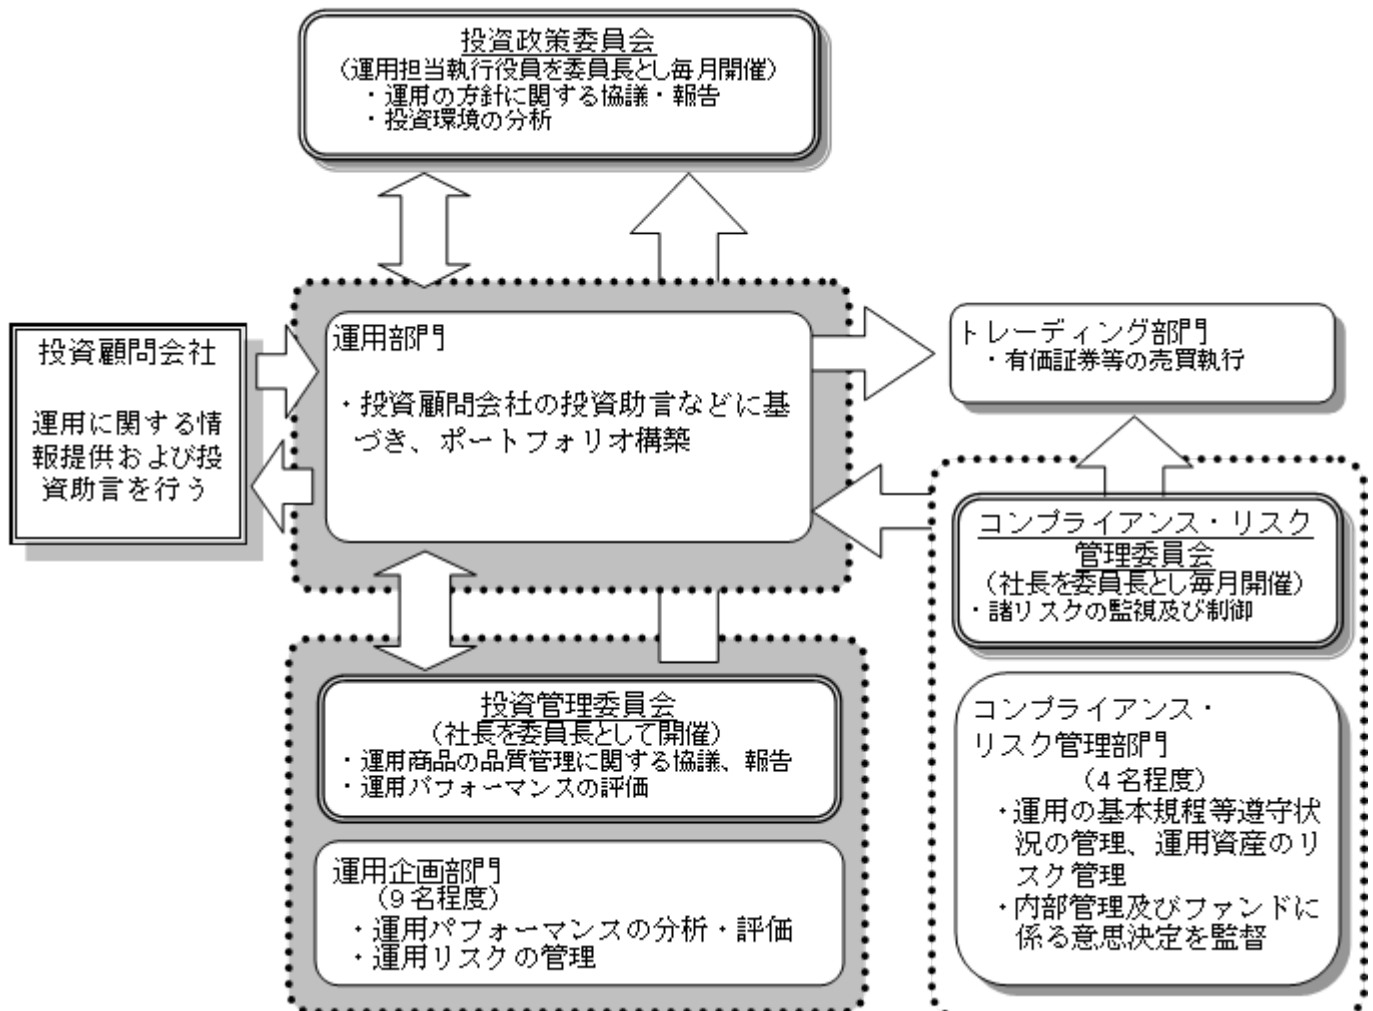 投資政策委員会
（運用担当執行役員を委員長とし毎月開催）
・運用の方針に関する協議・報告
・投資環境の分析
投資顧問会社
運用に関する情
報提供および投
資助言を行う
運用部門
・投資顧問会社の投資助言などに基
づき、ポートフォリオ構築
トレーディング部門
・有価証券等の売買執行
コンプライアンス・リスク
管理委員会
（社長を委員長とし毎月開催）
・諸リスクの監視及び制御
コンプライアンス・
リスク管理部門
（4名程度）
・運用の基本規程等遵守状
況の管理、運用資産のリ
スク管理
・内部管理及びファンドに
係る意思決定を監督
投資管理委員会
（社長を委員長として開催）
・運用商品の品質管理に関する協議、報告
・運用パフォーマンスの評価
運用企画部門
（9名程度）
・運用パフォーマンスの分析・評価
・運用リスクの管理